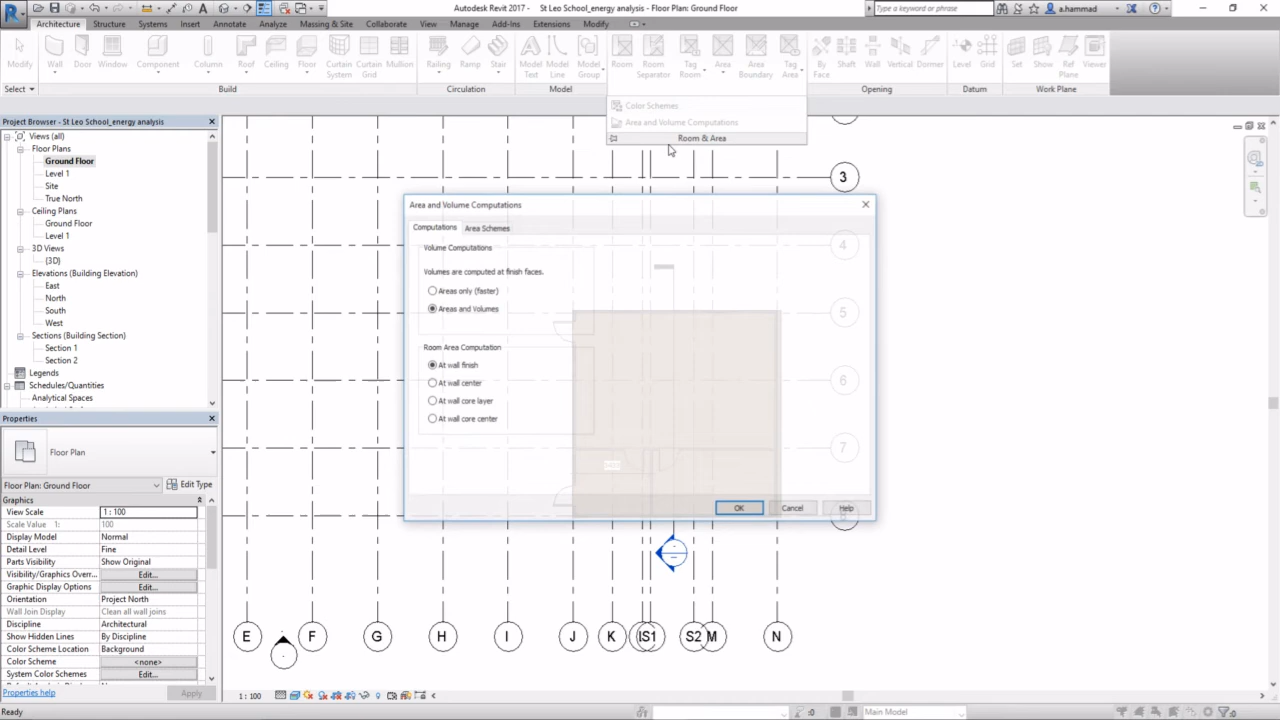 Autodesk Revit 2017 - St Leo School_energy analysis - Floor Plan: Ground Floor
Type a keyword or phrase
a.hammad
Architecture Structure Systems Insert Annotate Analyze Massing & Site Collaborate View Manage Add-Ins Extensions Modify
Modify Wall Door Window Component Column Roof Ceiling Floor Curtain System Curtain Grid Mullion Railing Ramp Stair Model Text Model Line Model Group Room Room Separator Tag Room Area Area Boundary Tag Area By Face Shaft Wall Vertical Dormer Level Grid Set Show Ref Plane Viewer
Select Build Circulation Model Opening Datum Work Plane
Color Schemes
Area and Volume Computations
Room & Area
Project Browser - St Leo School_energy analysis
Views (all)
Floor Plans
Ground Floor
Level 1
Site
True North
Ceiling Plans
Ground Floor
Level 1
3D Views
{3D}
Elevations (Building Elevation)
East
North
South
West
Sections (Building Section)
Section 1
Section 2
Legends
Schedules/Quantities
Analytical Spaces
Properties
Floor Plan
Floor Plan: Ground Floor Edit Type
Graphics
View Scale 1 : 100
Scale Value 1: 100
Display Model Normal
Detail Level Fine
Parts Visibility Show Original
Visibility/Graphics Overr... Edit...
Graphic Display Options Edit...
Orientation Project North
Wall Join Display Clean all wall joins
Discipline Architectural
Show Hidden Lines By Discipline
Color Scheme Location Background
Color Scheme <none>
System Color Schemes Edit...
Properties help Apply
Area and Volume Computations
Computations Area Schemes
Volume Computations
Volumes are computed at finish faces.
Areas only (faster)
Areas and Volumes
Room Area Computation
At wall finish
At wall center
At wall core layer
At wall core center
OK Cancel Help
3
4
5
6
7
8
E F G H I J K S1 S2 M N
1 : 100
Ready
:0 Main Model :0